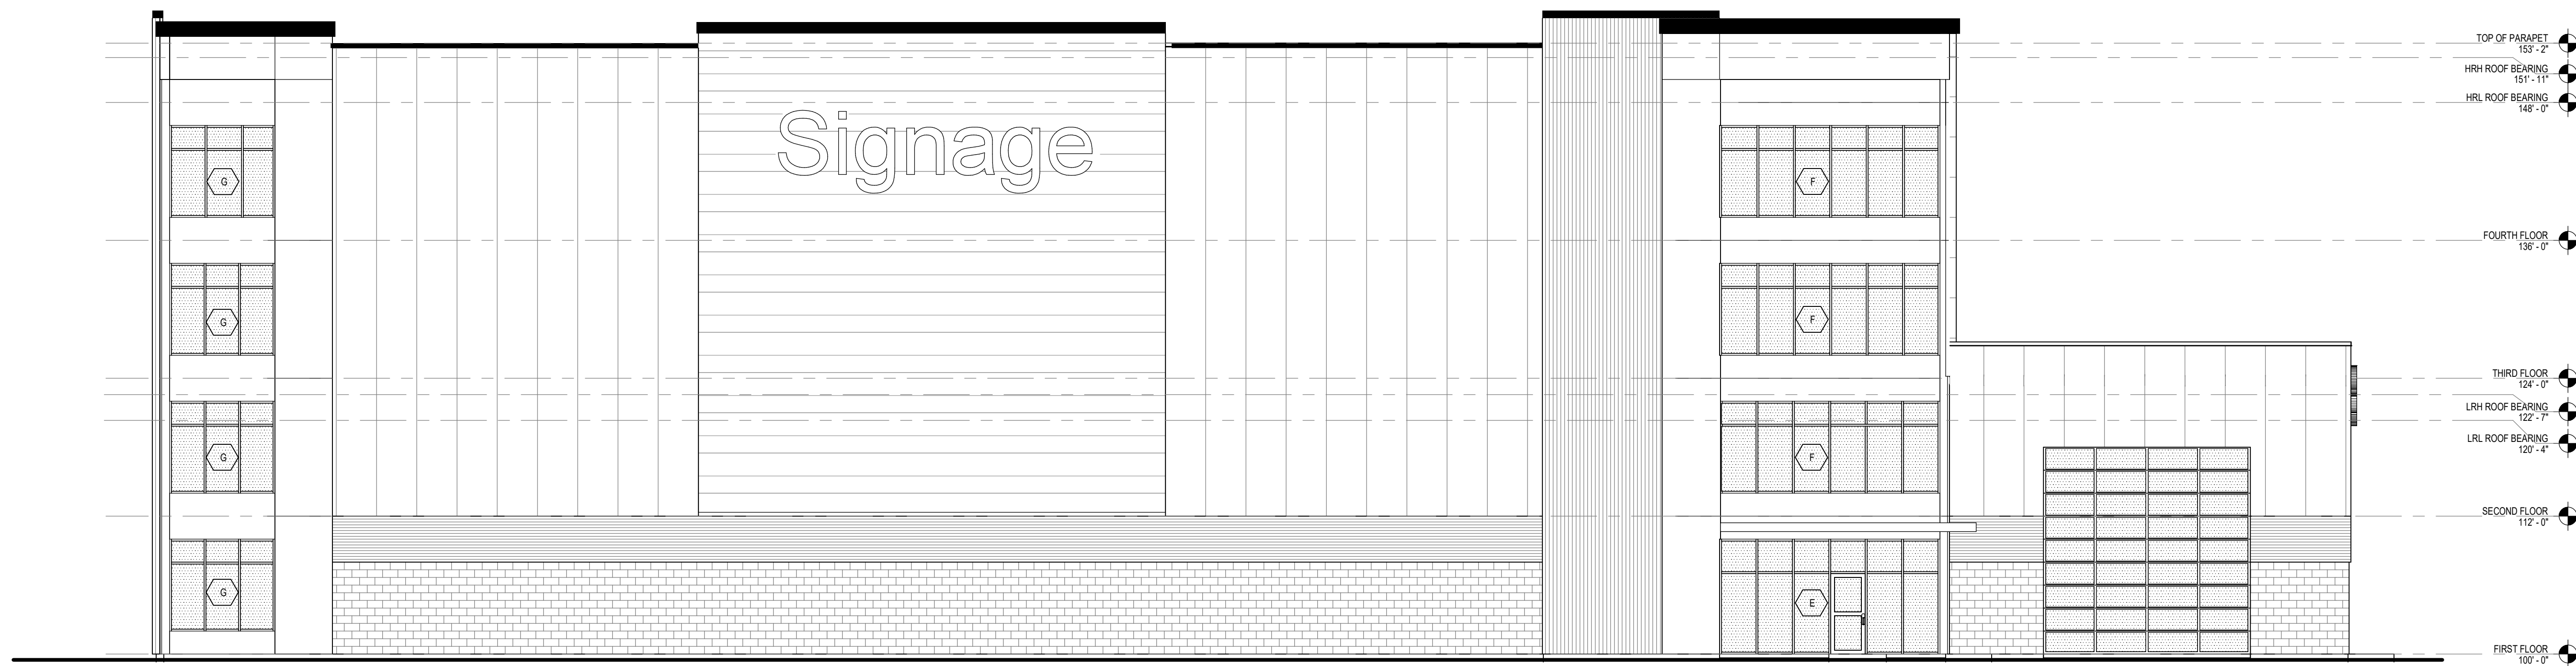 TOP OF PARAPET
153' - 2"
HRH ROOF BEARING
151' - 11"
HRL ROOF BEARING
148' - 0"
Signage
G
F
FOURTH FLOOR
136' - 0"
G
F
THIRD FLOOR
124' - 0"
LRH ROOF BEARING
122' - 7"
LRL ROOF BEARING
120' - 4"
G
F
SECOND FLOOR
112' - 0"
G
E
FIRST FLOOR
100' - 0"